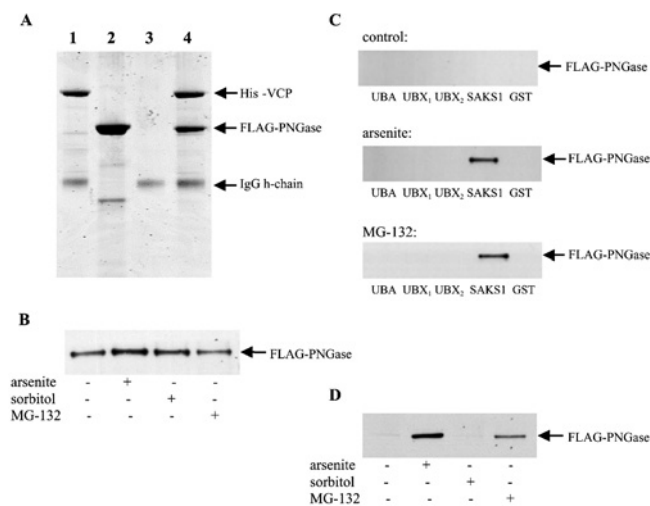 A
1 2 3 4
His -VCP
FLAG-PNGase
IgG h-chain
B
FLAG-PNGase
arsenite - + - -
sorbitol - - + -
MG-132 - - - +
C
control:
FLAG-PNGase
UBA UBX₁ UBX₂ SAKS1 GST
arsenite:
FLAG-PNGase
UBA UBX₁ UBX₂ SAKS1 GST
MG-132:
FLAG-PNGase
UBA UBX₁ UBX₂ SAKS1 GST
D
FLAG-PNGase
arsenite - + - -
sorbitol - - + -
MG-132 - - - +